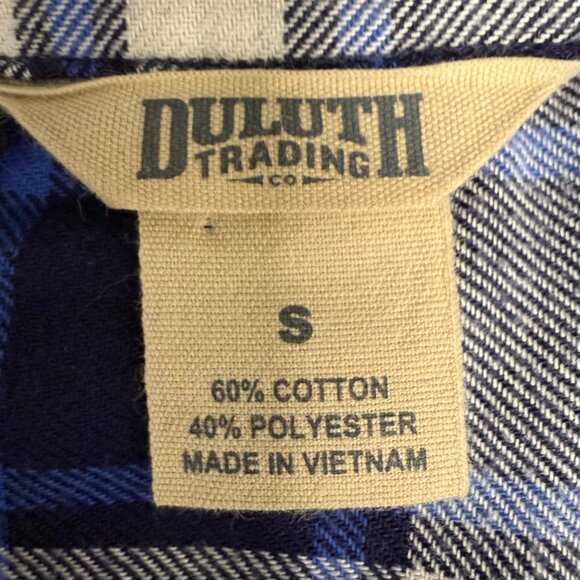 DULUTH
TRADING
CO
S
60% COTTON
40% POLYESTER
MADE IN VIETNAM